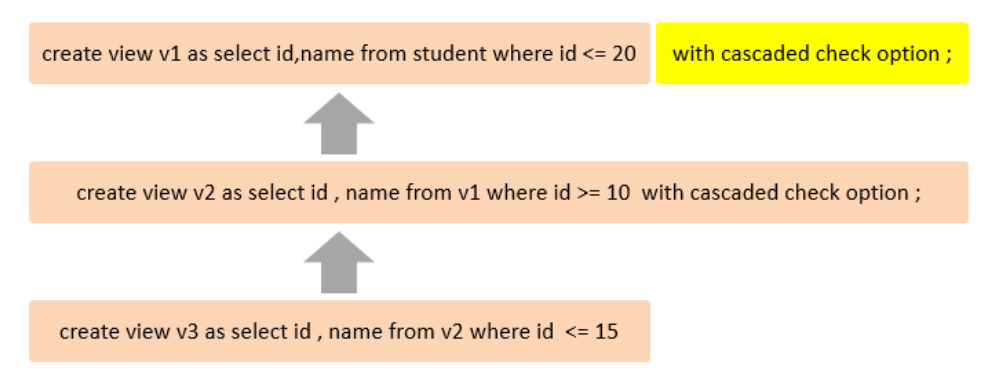 create view v1 as select id,name from student where id <= 20 with cascaded check option ;
create view v2 as select id , name from v1 where id >= 10 with cascaded check option ;
create view v3 as select id , name from v2 where id <= 15